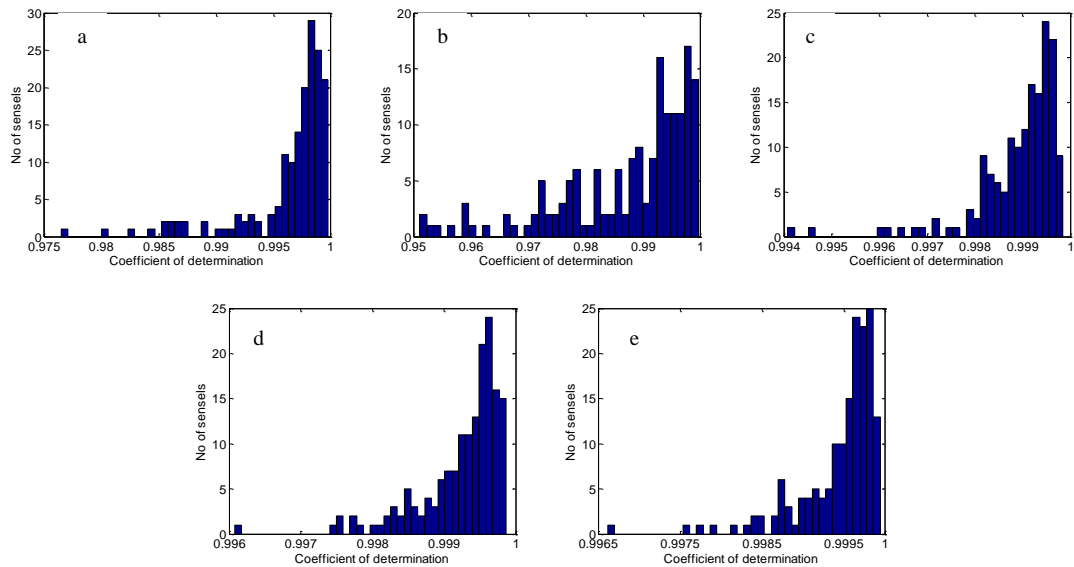 30
25
20
15
10
5
0
No of sensels
a
0.975 0.98 0.985 0.99 0.995 1
Coefficient of determination
20
15
10
5
0
No of sensels
b
0.95 0.96 0.97 0.98 0.99 1
Coefficient of determination
25
20
15
10
5
0
No of sensels
c
0.994 0.995 0.996 0.997 0.998 0.999 1
Coefficient of determination
25
20
15
10
5
0
No of sensels
d
0.996 0.997 0.998 0.999 1
Coefficient of determination
25
20
15
10
5
0
No of sensels
e
0.9965 0.9975 0.9985 0.9995 1
Coefficient of determination